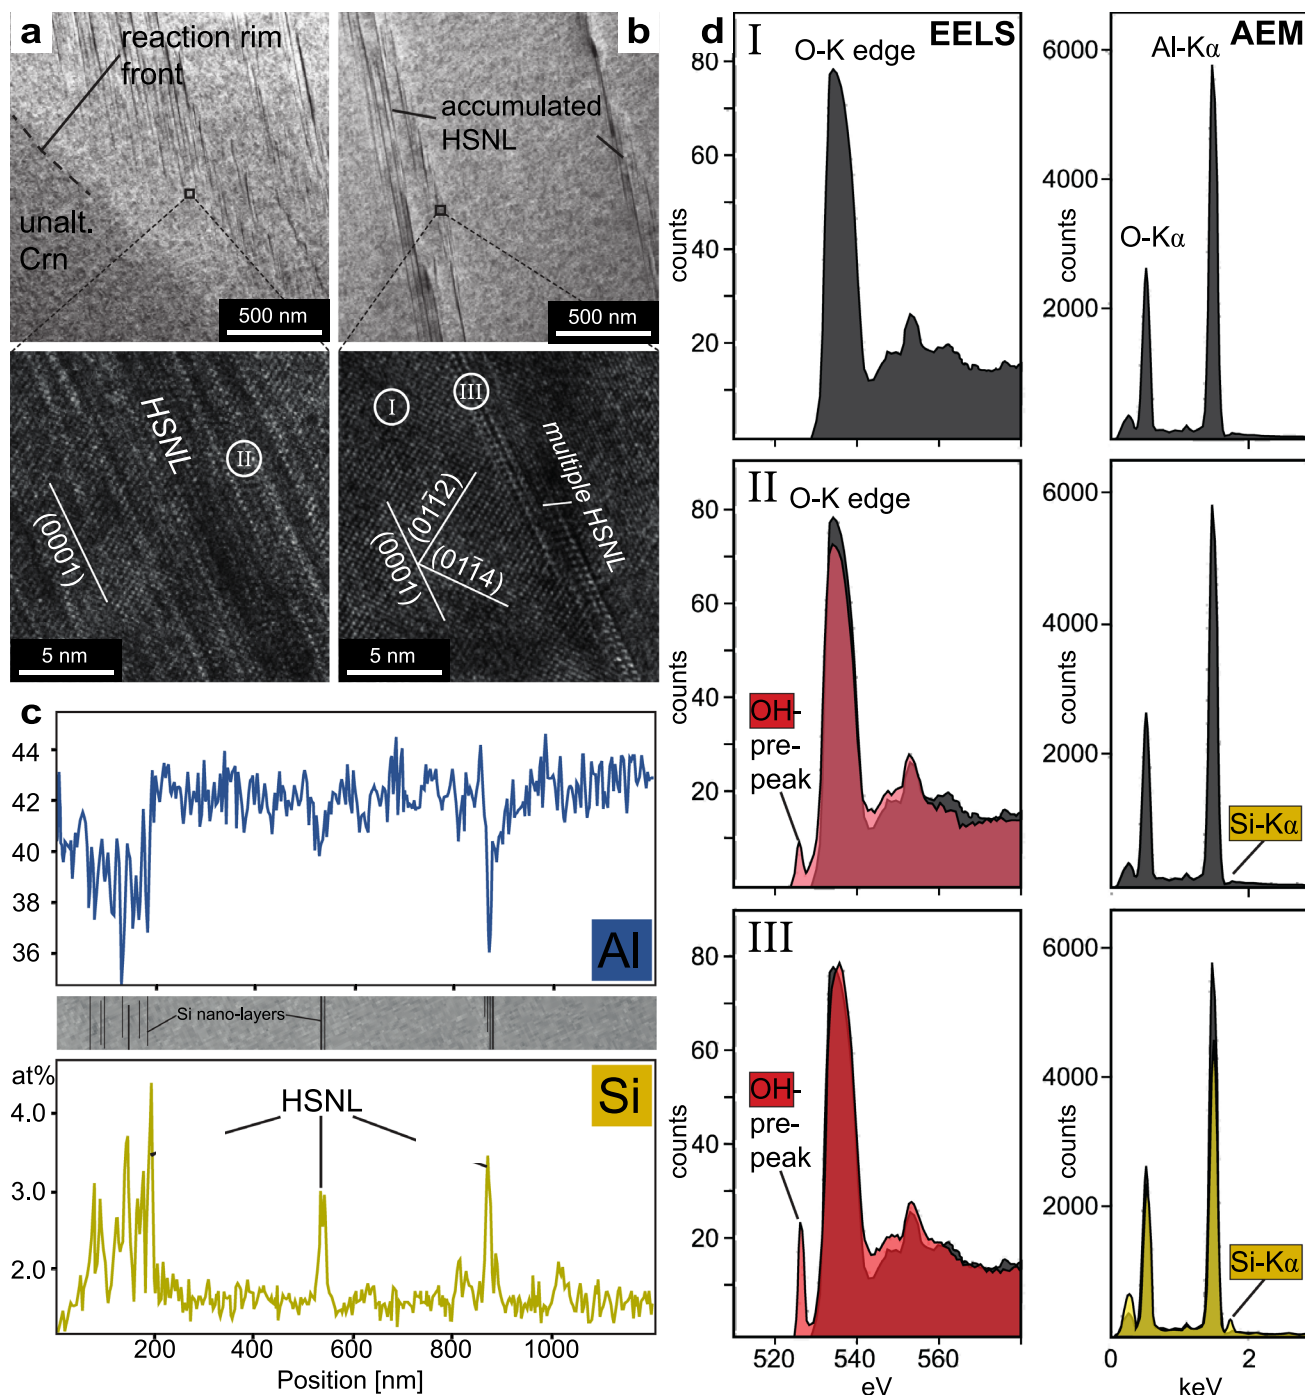 a
reaction rim
front
unalt.
Crn
500 nm
b
accumulated
HSNL
500 nm
HSNL
II
(0001)
5 nm
I
III
multiple HSNL
(0001)
(011̄2)
(011̄4)
5 nm
c
44
42
40
38
36
Al
Si nano-layers
at%
4.0
3.0
2.0
HSNL
Si
200
400
600
800
1000
Position [nm]
d
I
EELS
O-K edge
80
60
40
20
counts
AEM
Al-Kα
O-Kα
6000
4000
2000
counts
II
O-K edge
80
60
40
20
counts
OH-
pre-
peak
6000
4000
2000
counts
Si-Kα
III
80
60
40
20
counts
OH-
pre-
peak
520
540
560
eV
6000
4000
2000
counts
Si-Kα
0
2
keV